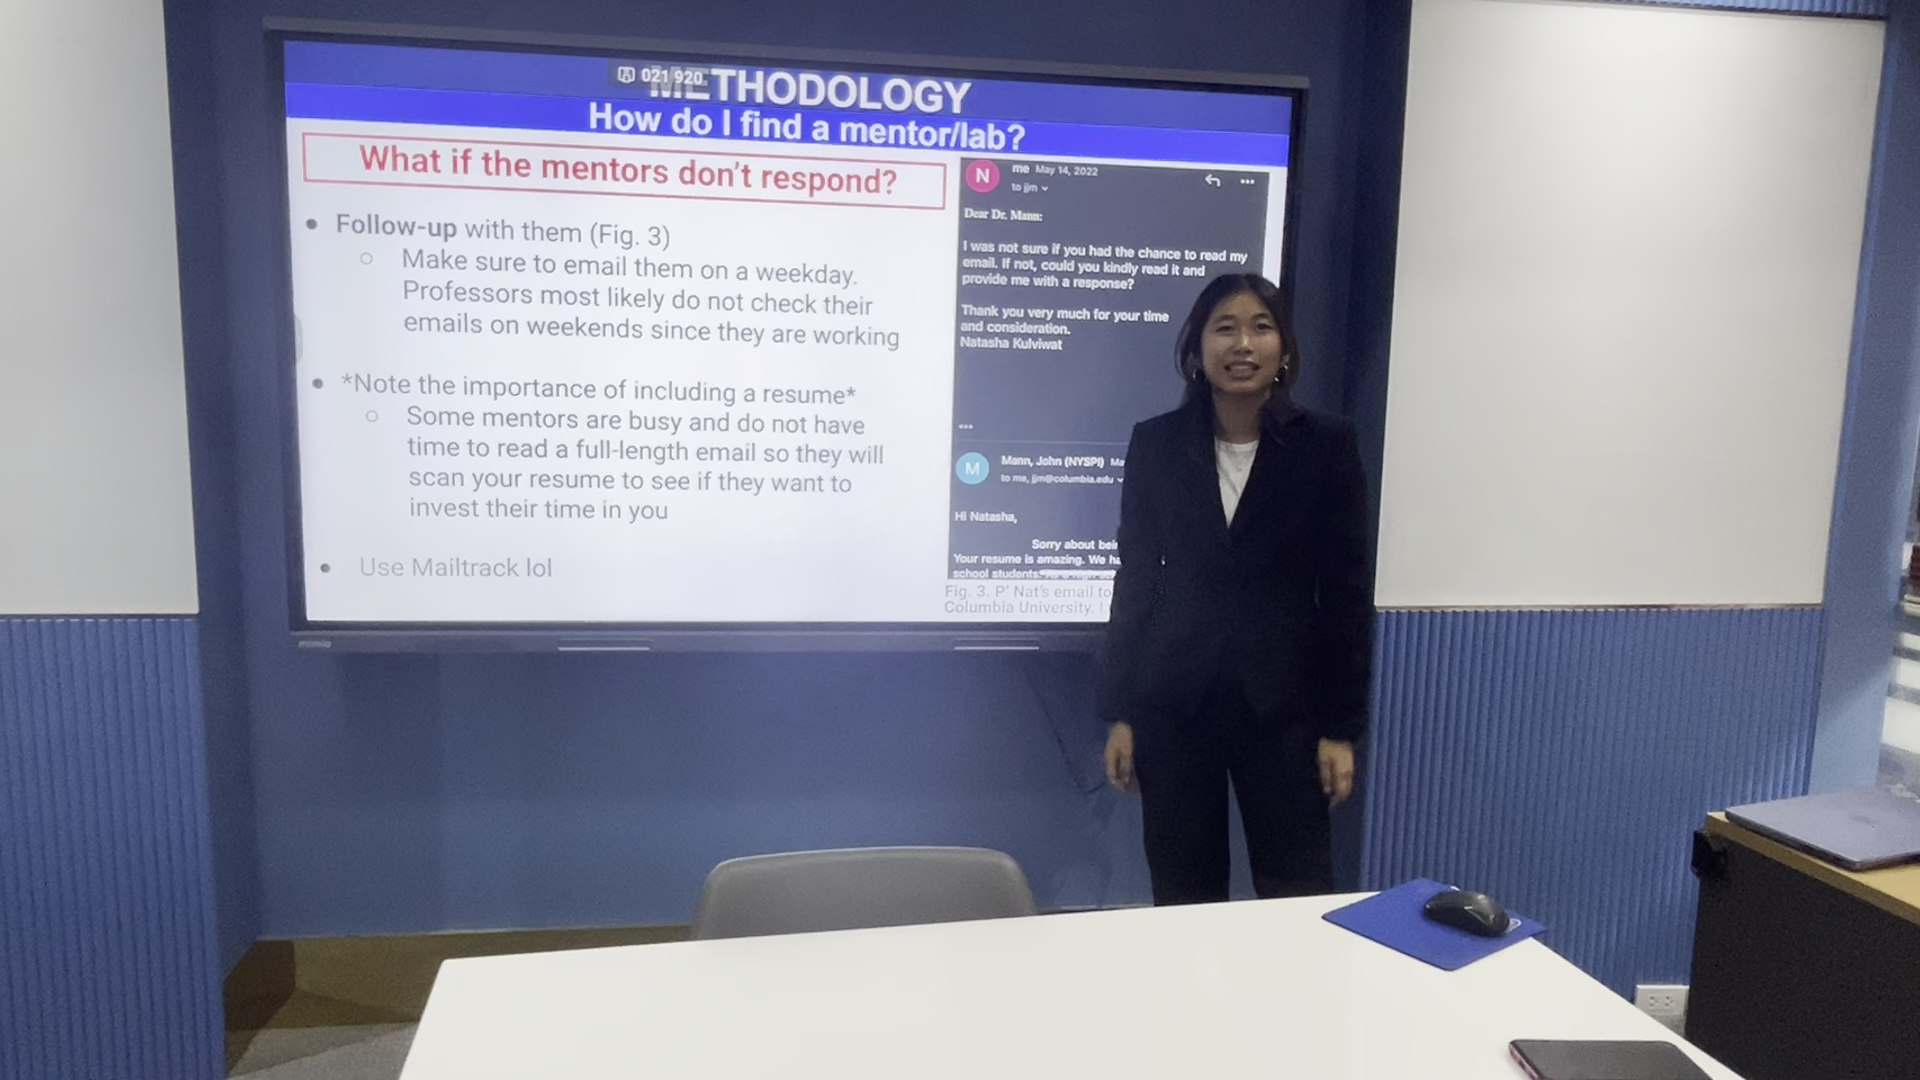 021 920
METHODOLOGY
How do I find a mentor/lab?
What if the mentors don't respond?
• Follow-up with them (Fig. 3)
○ Make sure to email them on a weekday.
Professors most likely do not check their
emails on weekends since they are working
• *Note the importance of including a resume*
○ Some mentors are busy and do not have
time to read a full-length email so they will
scan your resume to see if they want to
invest their time in you
• Use Mailtrack lol
N
me May 14, 2022
to jjm
Dear Dr. Mann:
I was not sure if you had the chance to read my
email. If not, could you kindly read it and
provide me with a response?
Thank you very much for your time
and consideration.
Natasha Kulviwat
M
Mann, John (NYSPI)
to me, jjm@columbia.edu
Hi Natasha,
Sorry about
Your resume is amazing. We
school students.
Fig. 3. P' Nat's email to
Columbia University.
mimio